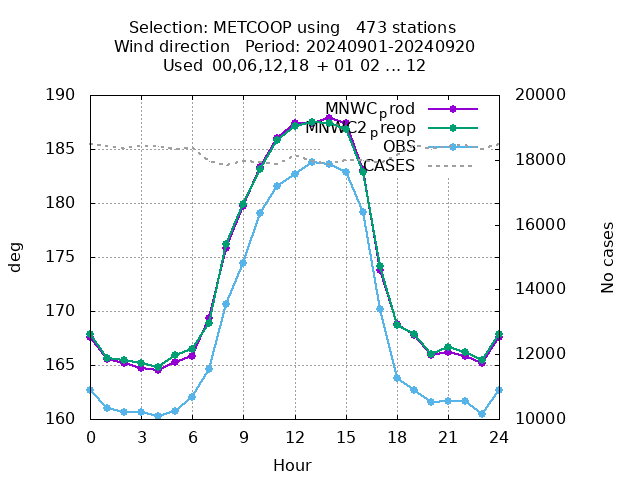 Selection: METCOOP using   473 stations
Wind direction   Period: 20240901-20240920
Used 00,06,12,18 + 01 02 ... 12
190
185
180
175
170
165
160
deg
20000
18000
16000
14000
12000
10000
No cases
MNWC_prod
MNWC2_preop
OBS
CASES
0 3 6 9 12 15 18 21 24
Hour